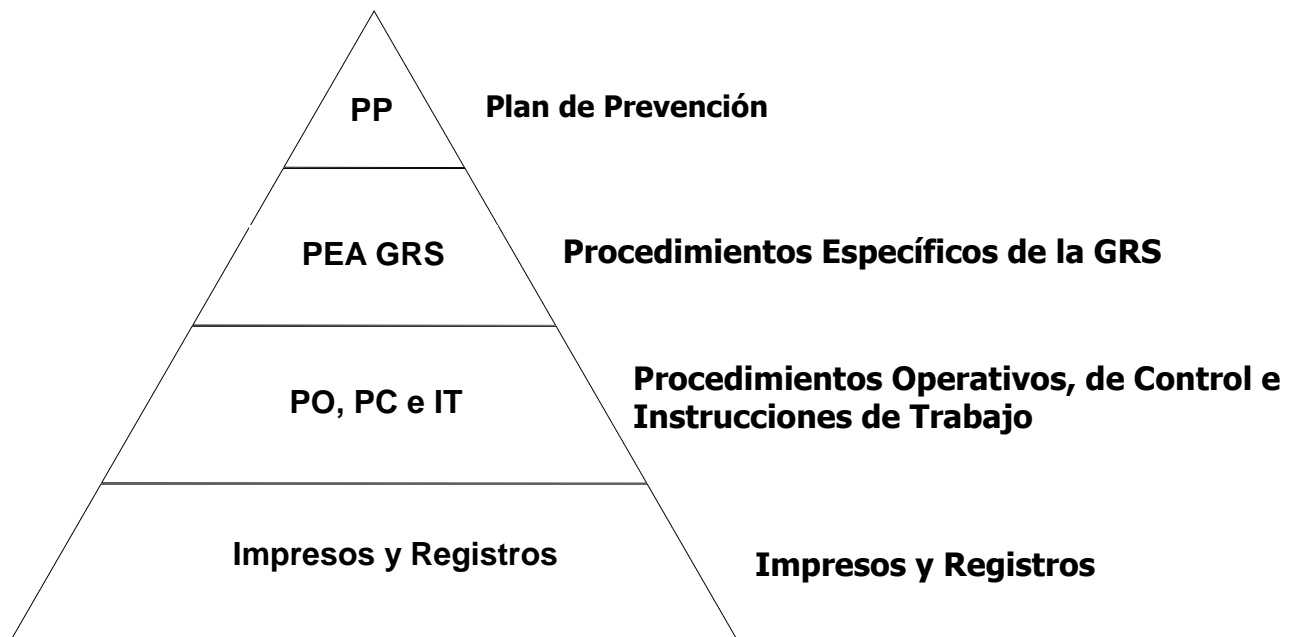 PP
Plan de Prevención
PEA GRS
Procedimientos Específicos de la GRS
PO, PC e IT
Procedimientos Operativos, de Control e
Instrucciones de Trabajo
Impresos y Registros
Impresos y Registros